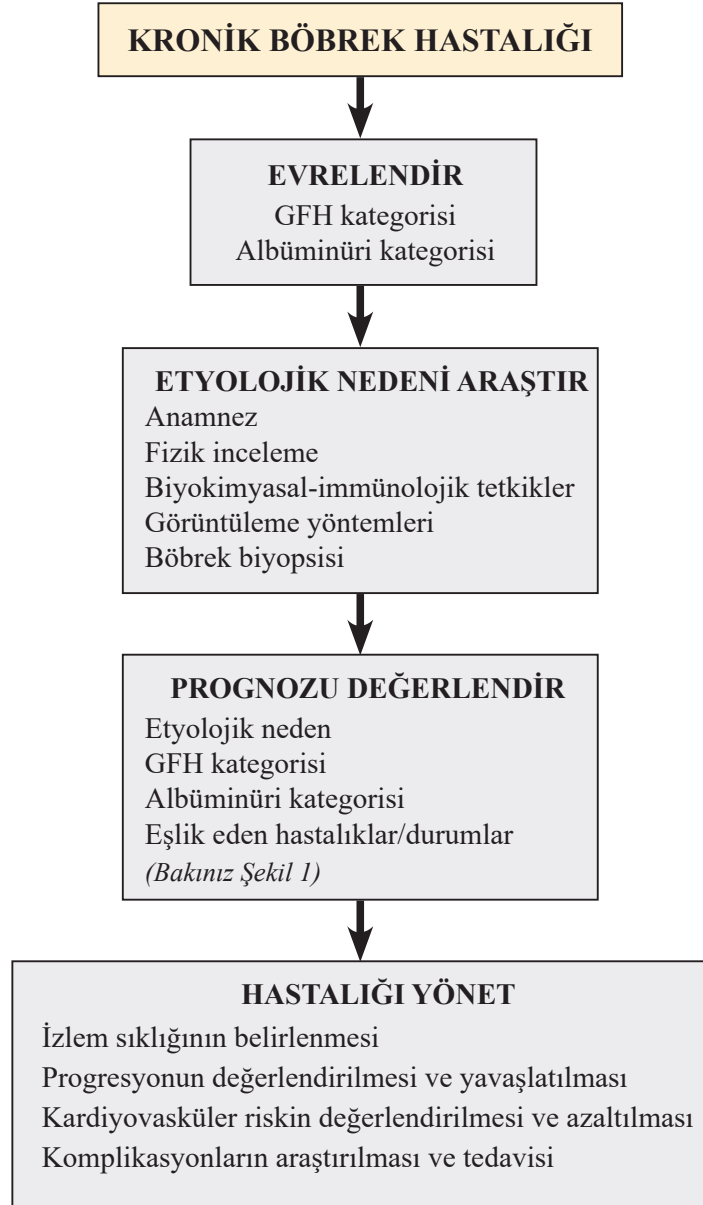 KRONİK BÖBREK HASTALIĞI
EVRELENDİR
GFH kategorisi
Albüminüri kategorisi
ETYOLOJİK NEDENİ ARAŞTIR
Anamnez
Fizik inceleme
Biyokimyasal-immünolojik tetkikler
Görüntüleme yöntemleri
Böbrek biyopsisi
PROGNOZU DEĞERLENDİR
Etyolojik neden
GFH kategorisi
Albüminüri kategorisi
Eşlik eden hastalıklar/durumlar
(Bakınız Şekil 1)
HASTALIĞI YÖNET
İzlem sıklığının belirlenmesi
Progresyonun değerlendirilmesi ve yavaşlatılması
Kardiyovasküler riskin değerlendirilmesi ve azaltılması
Komplikasyonların araştırılması ve tedavisi